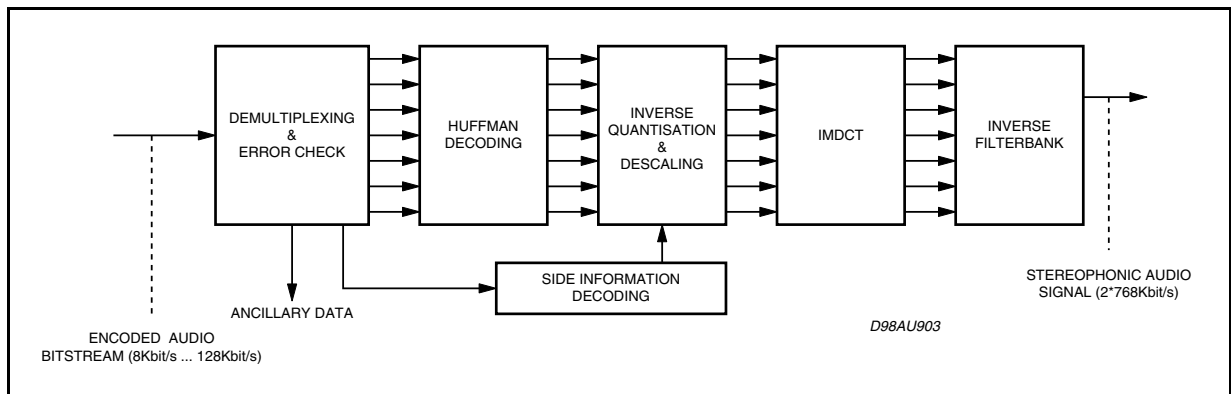 DEMULTIPLEXING
&
ERROR CHECK
HUFFMAN
DECODING
INVERSE
QUANTISATION
&
DESCALING
IMDCT
INVERSE
FILTERBANK
SIDE INFORMATION
DECODING
ANCILLARY DATA
ENCODED AUDIO
BITSTREAM (8Kbit/s ... 128Kbit/s)
STEREOPHONIC AUDIO
SIGNAL (2*768Kbit/s)
D98AU903